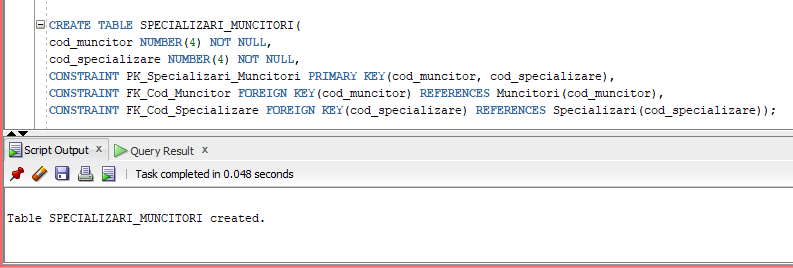 CREATE TABLE SPECIALIZARI_MUNCITORI(
cod_muncitor NUMBER(4) NOT NULL,
cod_specializare NUMBER(4) NOT NULL,
CONSTRAINT PK_Specializari_Muncitori PRIMARY KEY(cod_muncitor, cod_specializare),
CONSTRAINT FK_Cod_Muncitor FOREIGN KEY(cod_muncitor) REFERENCES Muncitori(cod_muncitor),
CONSTRAINT FK_Cod_Specializare FOREIGN KEY(cod_specializare) REFERENCES Specializari(cod_specializare));
Script Output x Query Result x
Task completed in 0.048 seconds
Table SPECIALIZARI_MUNCITORI created.